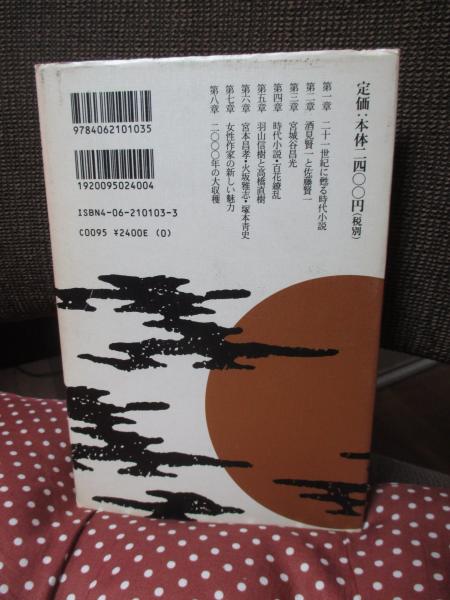 9784062101035
1920095024004
ISBN4-06-210103-3
C0095 ¥2400E (0)
定価：本体二四〇〇円（税別）
第一章 二十一世紀に甦る時代小説
第二章 酒見賢一と佐藤賢一
第三章 宮城谷昌光
第四章 時代小説・百花繚乱
第五章 羽山信樹と高橋直樹
第六章 宮本昌孝・火坂雅志・塚本青史
第七章 女性作家の新しい魅力
第八章 二〇〇〇年の大収穫